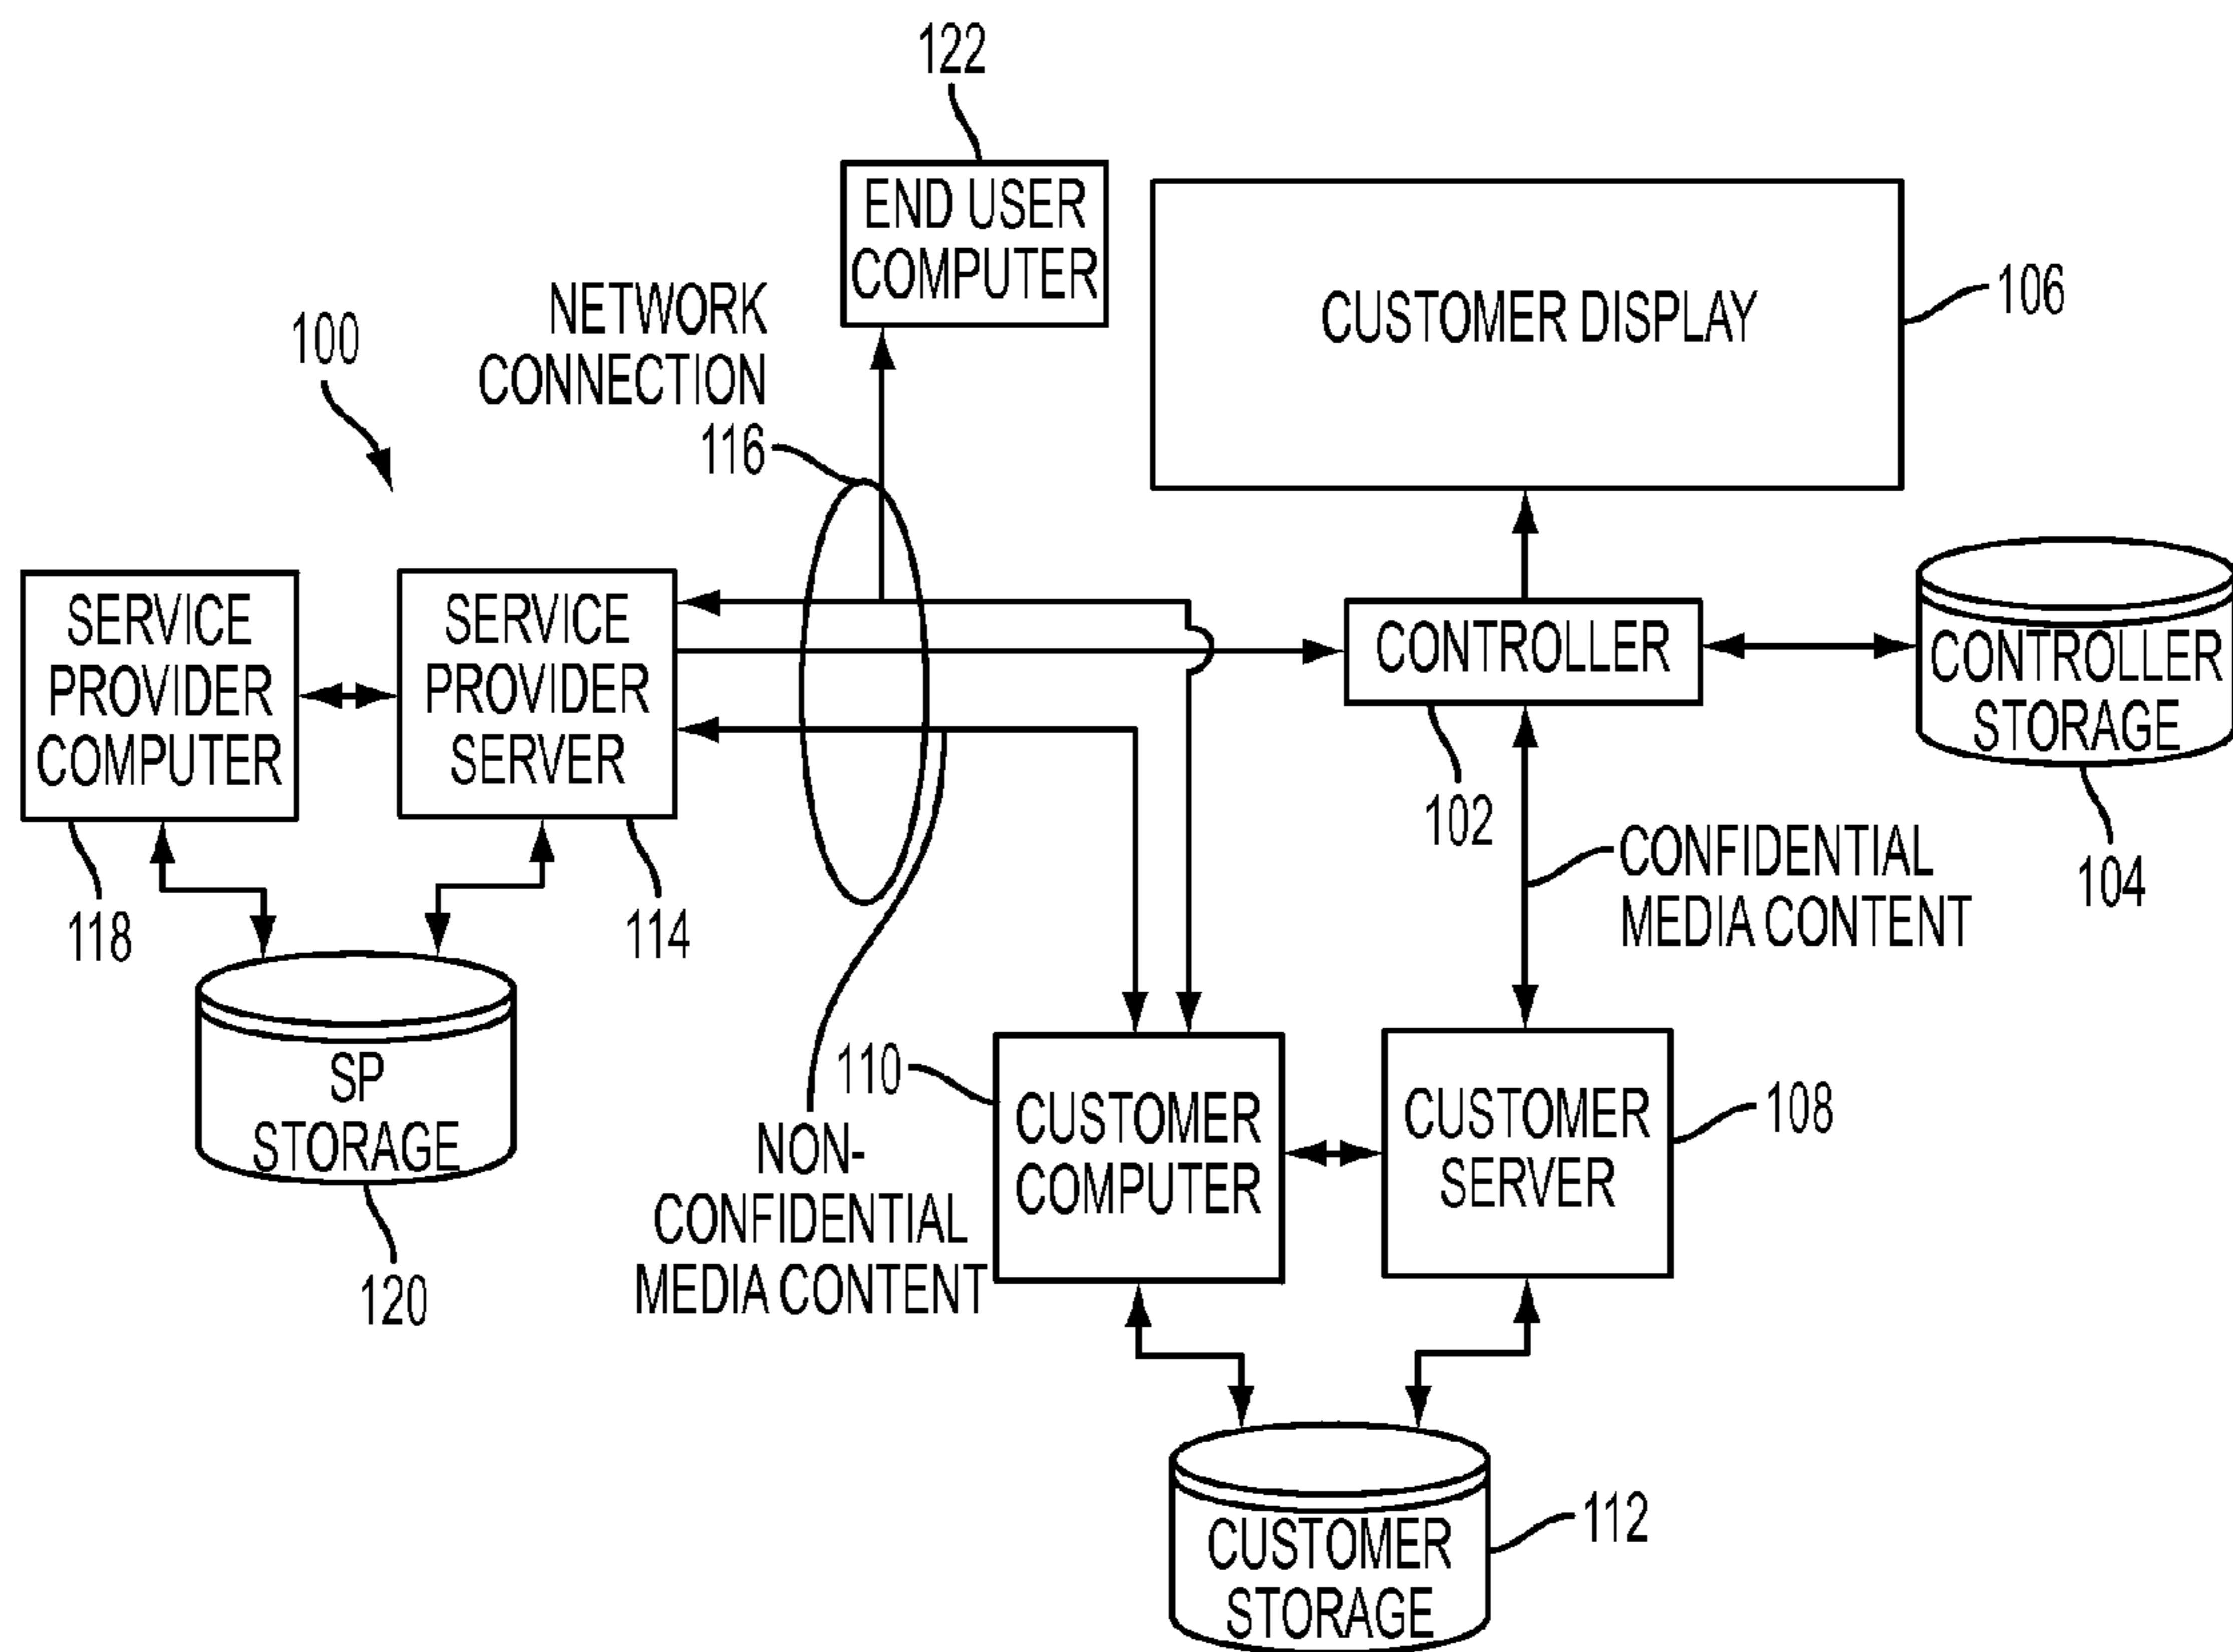 122
END USER
COMPUTER
CUSTOMER DISPLAY
106
NETWORK
CONNECTION
116
100
SERVICE
PROVIDER
COMPUTER
118
SERVICE
PROVIDER
SERVER
114
CONTROLLER
102
CONTROLLER
STORAGE
104
CONFIDENTIAL
MEDIA CONTENT
SP
STORAGE
120
NON-
CONFIDENTIAL
MEDIA CONTENT
110
CUSTOMER
COMPUTER
CUSTOMER
SERVER
108
CUSTOMER
STORAGE
112